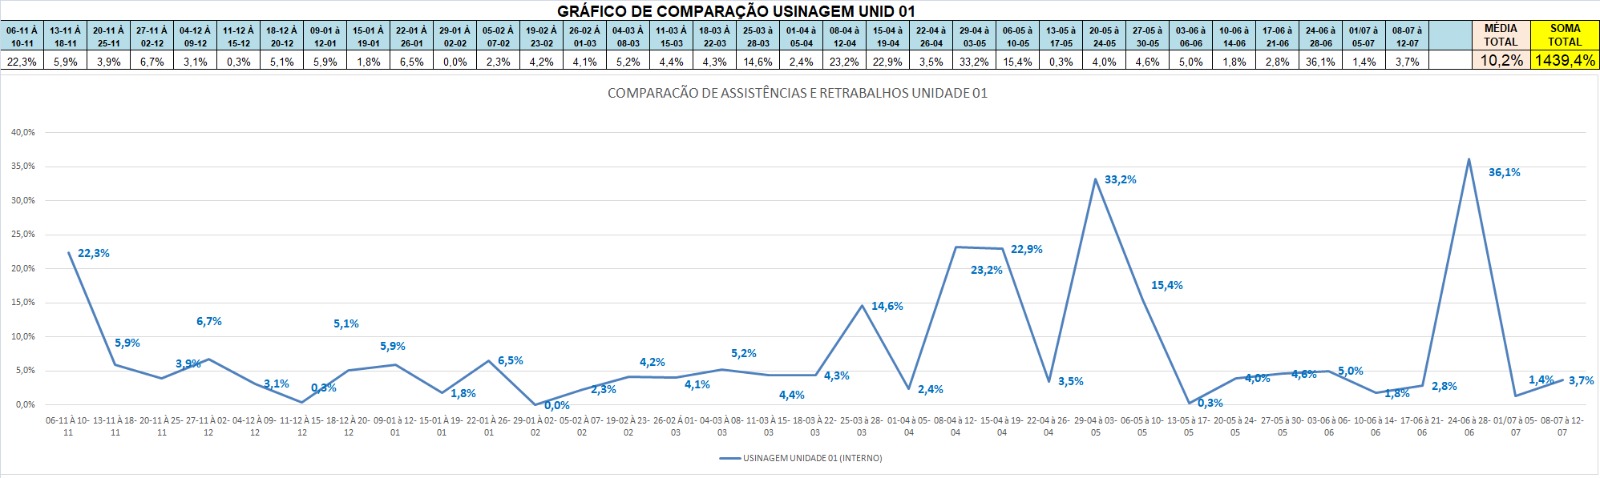 GRÁFICO DE COMPARAÇÃO USINAGEM UNID 01
06-11 À 10-11 13-11 À 18-11 20-11 À 25-11 27-11 À 02-12 04-12 À 09-12 11-12 À 15-12 18-12 À 20-12 09-01 à 12-01 15-01 À 19-01 22-01 À 26-01 29-01 À 02-02 05-02 À 07-02 19-02 À 23-02 26-02 À 01-03 04-03 À 08-03 11-03 À 15-03 18-03 À 22-03 25-03 à 28-03 01-04 à 05-04 08-04 à 12-04 15-04 à 19-04 22-04 à 26-04 29-04 à 03-05 06-05 à 10-05 13-05 à 17-05 20-05 à 24-05 27-05 à 30-05 03-06 à 06-06 10-06 à 14-06 17-06 à 21-06 24-06 à 28-06 01/07 à 05-07 08-07 à 12-07 MÉDIA TOTAL SOMA TOTAL
22,3% 5,9% 3,9% 6,7% 3,1% 0,3% 5,1% 5,9% 1,8% 6,5% 0,0% 2,3% 4,2% 4,1% 5,2% 4,4% 4,3% 14,6% 2,4% 23,2% 22,9% 3,5% 33,2% 15,4% 0,3% 4,0% 4,6% 5,0% 1,8% 2,8% 36,1% 1,4% 3,7% 10,2% 1439,4%
COMPARACÃO DE ASSISTÊNCIAS E RETRABALHOS UNIDADE 01
40,0%
35,0%
30,0%
25,0%
20,0%
15,0%
10,0%
5,0%
0,0%
22,3% 5,9% 3,9% 6,7% 3,1% 0,3% 5,1% 5,9% 1,8% 6,5% 0,0% 2,3% 4,2% 4,1% 5,2% 4,4% 4,3% 14,6% 2,4% 23,2% 22,9% 3,5% 33,2% 15,4% 0,3% 4,0% 4,6% 5,0% 1,8% 2,8% 36,1% 1,4% 3,7%
06-11 À 10-11 13-11 À 18-11 20-11 À 25-11 27-11 À 02-12 04-12 À 09-12 11-12 À 15-12 18-12 À 20-12 09-01 à 12-01 15-01 À 19-01 22-01 À 26-01 29-01 À 02-02 05-02 À 07-02 19-02 À 23-02 26-02 À 01-03 04-03 À 08-03 11-03 À 15-03 18-03 À 22-03 25-03 à 28-03 01-04 à 05-04 08-04 à 12-04 15-04 à 19-04 22-04 à 26-04 29-04 à 03-05 06-05 à 10-05 13-05 à 17-05 20-05 à 24-05 27-05 à 30-05 03-06 à 06-06 10-06 à 14-06 17-06 à 21-06 24-06 à 28-06 01/07 à 05-07 08-07 à 12-07
USINAGEM UNIDADE 01 (INTERNO)